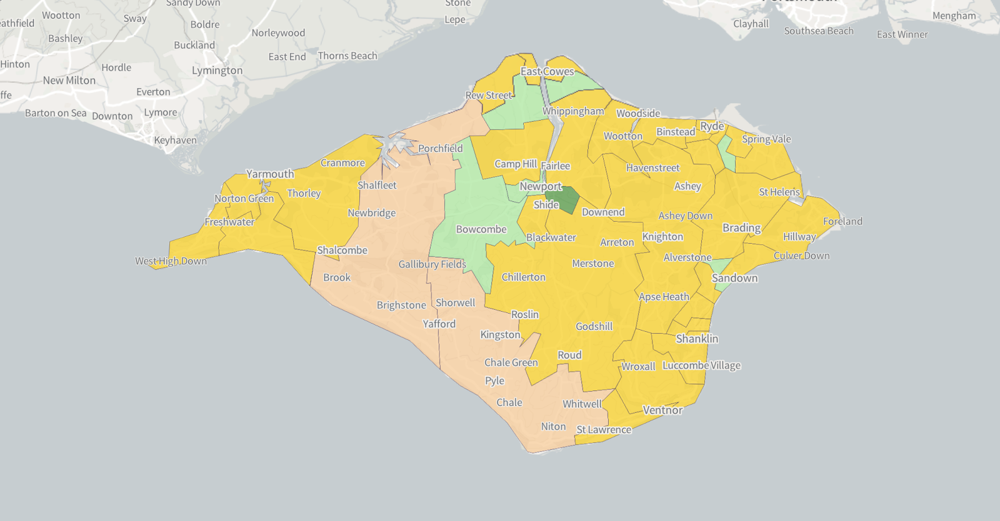 Sandy Down
Stone
Wootton
Mengham
Sway
Lepe
Clayhall
Boldre
Southsea Beach
Norleywood
East Winner
Bashley
Buckland
East End
Thorns Beach
Hinton
Hordle
Lymington
East Cowes
New Milton
Everton
Rew Street
Barton on Sea
Downton
Lymore
Whippingham
Woodside
Ryde
Binstead
Wootton
Spring Vale
Keyhaven
Porchfield
Cranmore
Camp Hill
Fairlee
Havenstreet
Yarmouth
Shalfleet
Newport
Ashey
St Helens
Thorley
Norton Green
Shide
Newbridge
Downend
Ashey Down
Freshwater
Foreland
Bowcombe
Brading
Blackwater
Arreton
Knighton
Hillway
Shalcombe
West High Down
Gallibury Fields
Merstone
Alverstone
Culver Down
Brook
Chillerton
Sandown
Apse Heath
Brighstone
Shorwell
Roslin
Yafford
Godshill
Kingston
Shanklin
Roud
Chale Green
Wroxall
Luccombe Village
Pyle
Chale
Whitwell
Ventnor
Niton
St Lawrence